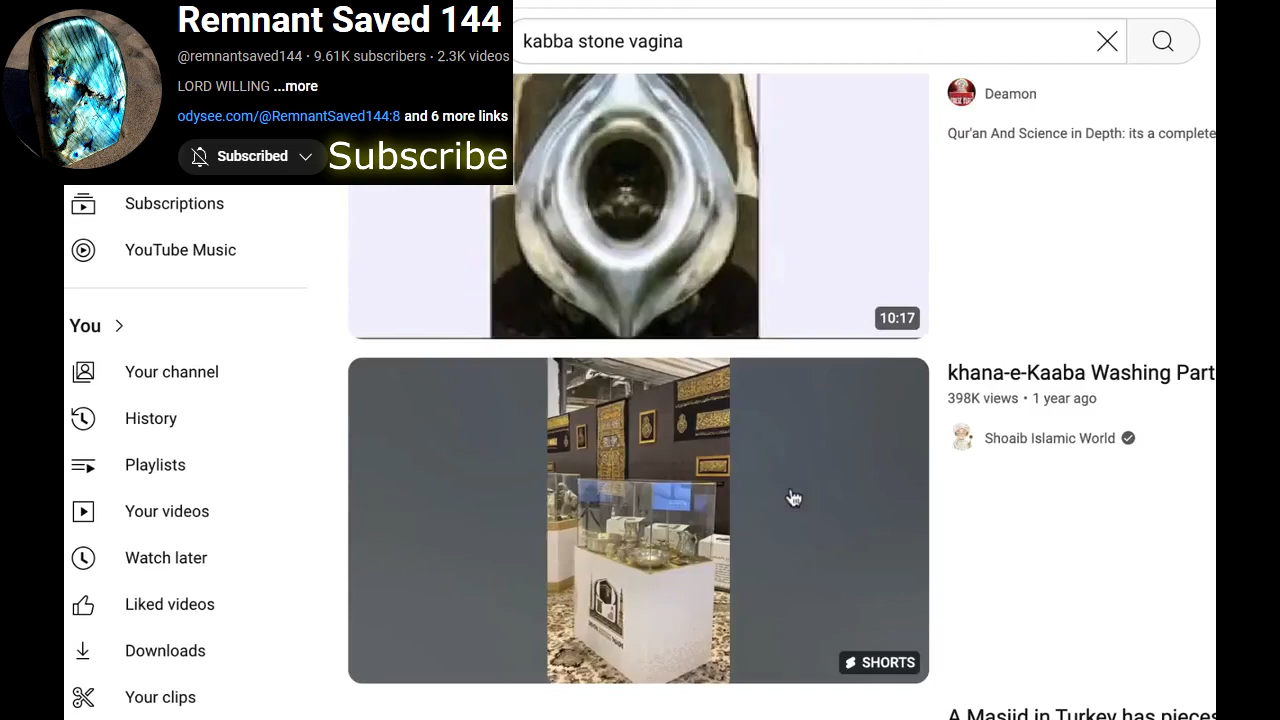 Remnant Saved 144
@remnantsaved144 · 9.61K subscribers · 2.3K videos
LORD WILLING ...more
odysee.com/@RemnantSaved144:8 and 6 more links
Subscribed
Subscribe
kabba stone vagina
Deamon
Qur'an And Science in Depth: its a complete
10:17
Subscriptions
YouTube Music
You
Your channel
History
Playlists
Your videos
Watch later
Liked videos
Downloads
Your clips
khana-e-Kaaba Washing Part
398K views • 1 year ago
Shoaib Islamic World
SHORTS
A Masjid in Turkey has pieces